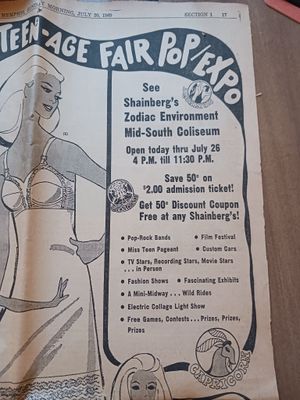 MEMPHIS, SUNDAY MORNING, JULY 20, 1969
SECTION 1 17
TEEN-AGE FAIR POP/EXPO
See
Shainberg's
Zodiac Environment
Mid-South Coliseum
Open today thru July 26
4 P.M. till 11:30 P.M.
Save 50¢ on
$2.00 admission ticket!
Get 50¢ Discount Coupon
Free at any Shainberg's!
• Pop-Rock Bands • Film Festival
• Miss Teen Pageant • Custom Cars
• TV Stars, Recording Stars, Movie Stars
... in Person
• Fashion Shows • Fascinating Exhibits
• A Mini-Midway ... Wild Rides
• Electric Collage Light Show
• Free Games, Contests ... Prizes, Prizes,
Prizes
CAPRICORN